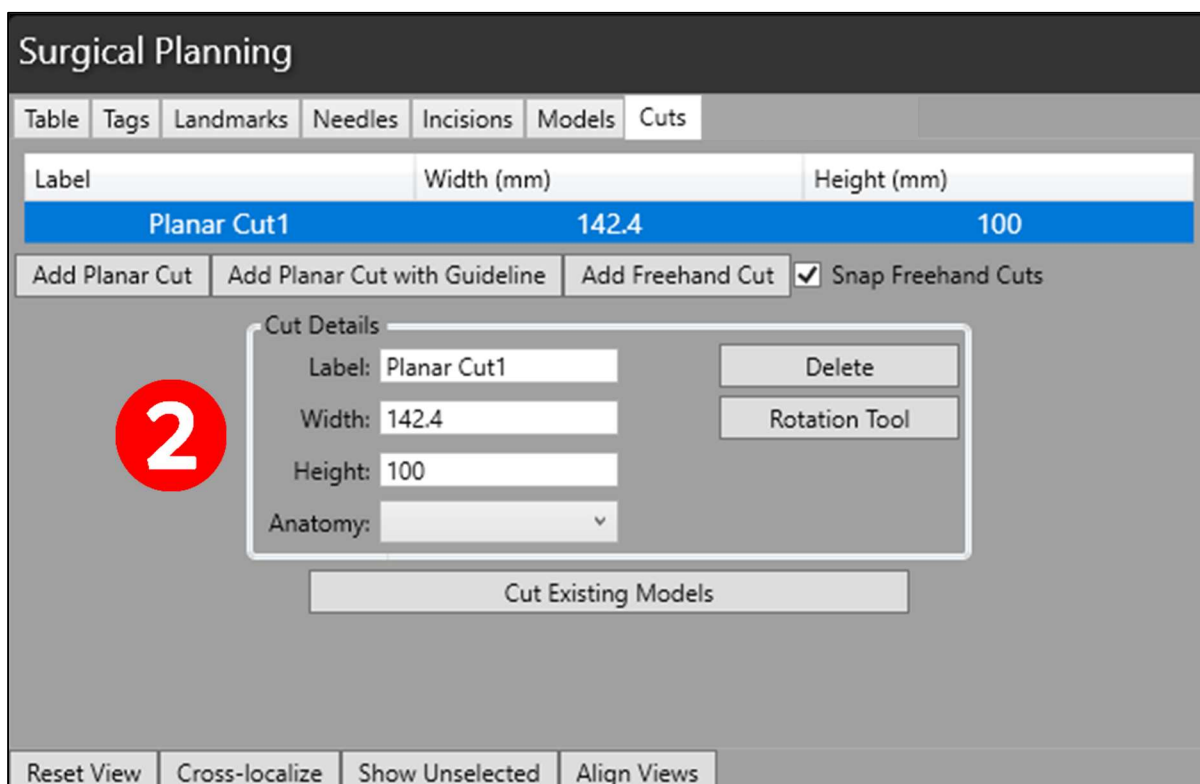 Surgical Planning
Table Tags Landmarks Needles Incisions Models Cuts
Label Width (mm) Height (mm)
Planar Cut1 142.4 100
Add Planar Cut Add Planar Cut with Guideline Add Freehand Cut Snap Freehand Cuts
Cut Details
Label: Planar Cut1 Delete
Width: 142.4 Rotation Tool
2
Height: 100
Anatomy:
Cut Existing Models
Reset View Cross-localize Show Unselected Align Views